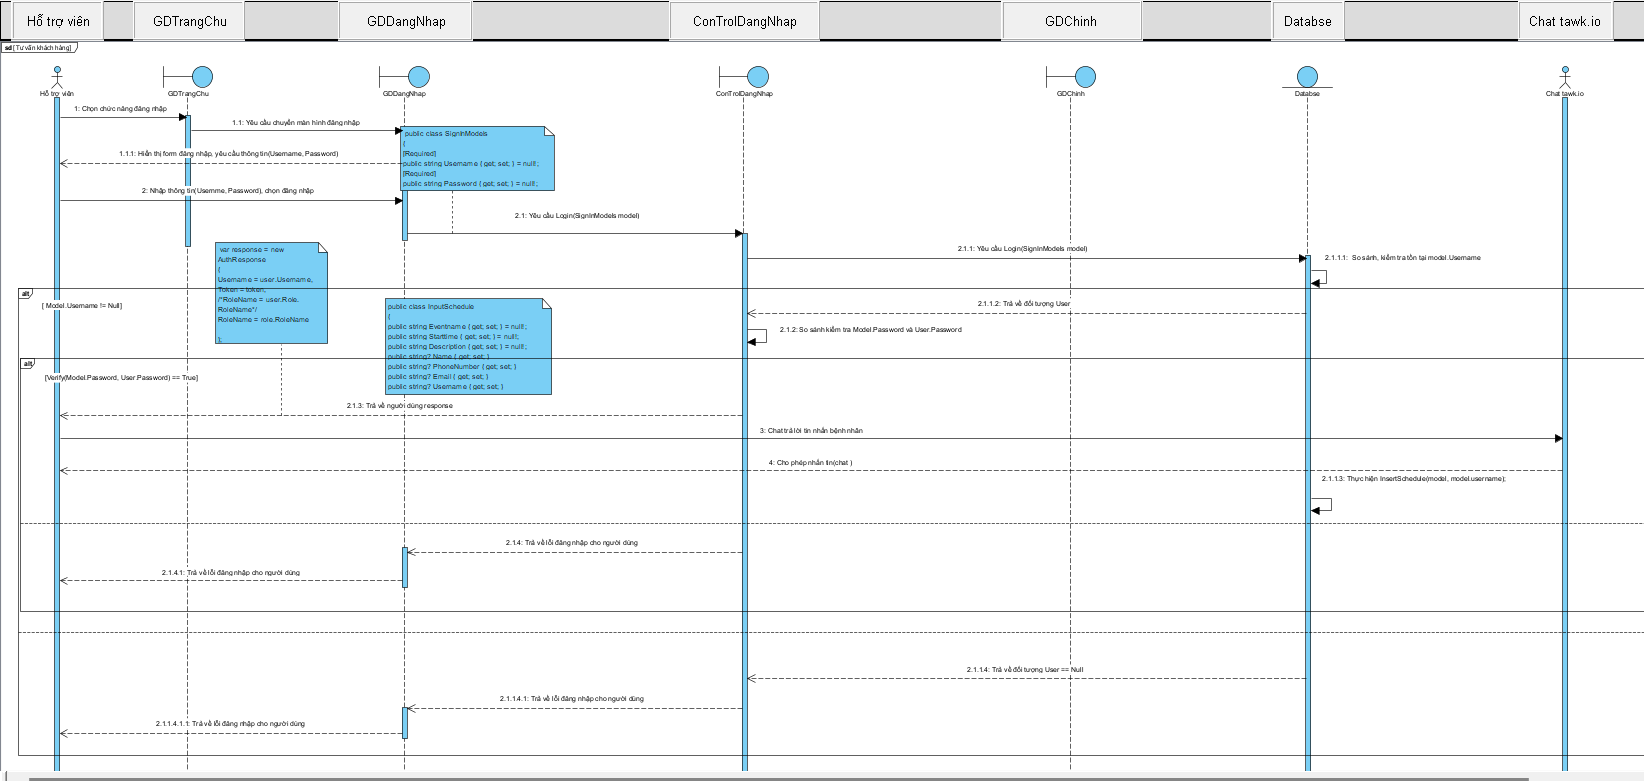 Hỗ trợ viên
GDTrangChu
GDDangNhap
ConTrolDangNhap
GDChinh
Databse
Chat tawk.io
sd [ Tư vấn khách hàng]
Hỗ trợ viên
GDTrangChu
GDDangNhap
ConTrolDangNhap
GDChinh
Databse
Chat tawk.io
1: Chọn chức năng đăng nhập
1.1: Yêu cầu chuyển màn hình đăng nhập
public class SignInModels
{
[Required]
public string Username { get; set; } = null!;
[Required]
public string Password { get; set; } = null!;
1.1.1: Hiển thị form đăng nhập, yêu cầu thông tin(Username, Password)
2: Nhập thông tin(Usernme, Password), chọn đăng nhập
2.1: Yêu cầu Login(SignInModels model)
2.1.1: Yêu cầu Login(SignInModels model)
2.1.1.1: So sánh, kiểm tra tồn tại model.Username
var response = new
AuthResponse
{
Username = user.Username,
Token = token,
/*RoleName = user.Role.
RoleName*/
RoleName = role.RoleName
};
alt
[ Model.Username != Null]
public class InputSchedule
{
public string Eventname { get; set; } = null!;
public string Starttime { get; set; } = null!;
public string Description { get; set; } = null!;
public string? Name { get; set; }
public string? PhoneNumber { get; set; }
public string? Email { get; set; }
public string? Username { get; set; }
2.1.1.2: Trả về đối tượng User
2.1.2: So sánh kiểm tra Model.Password và User.Password
alt
[Verify(Model.Password, User.Password) == True]
2.1.3: Trả về người dùng response
3: Chat trả lời tin nhắn bệnh nhân
4: Cho phép nhắn tin(chat )
2.1.1.3: Thực hiện InsertSchedule(model, model.username);
2.1.4: Trả về lỗi đăng nhập cho người dùng
2.1.4.1: Trả về lỗi đăng nhập cho người dùng
2.1.1.4: Trả về đối tượng User == Null
2.1.1.4.1: Trả về lỗi đăng nhập cho người dùng
2.1.1.4.1.1: Trả về lỗi đăng nhập cho người dùng